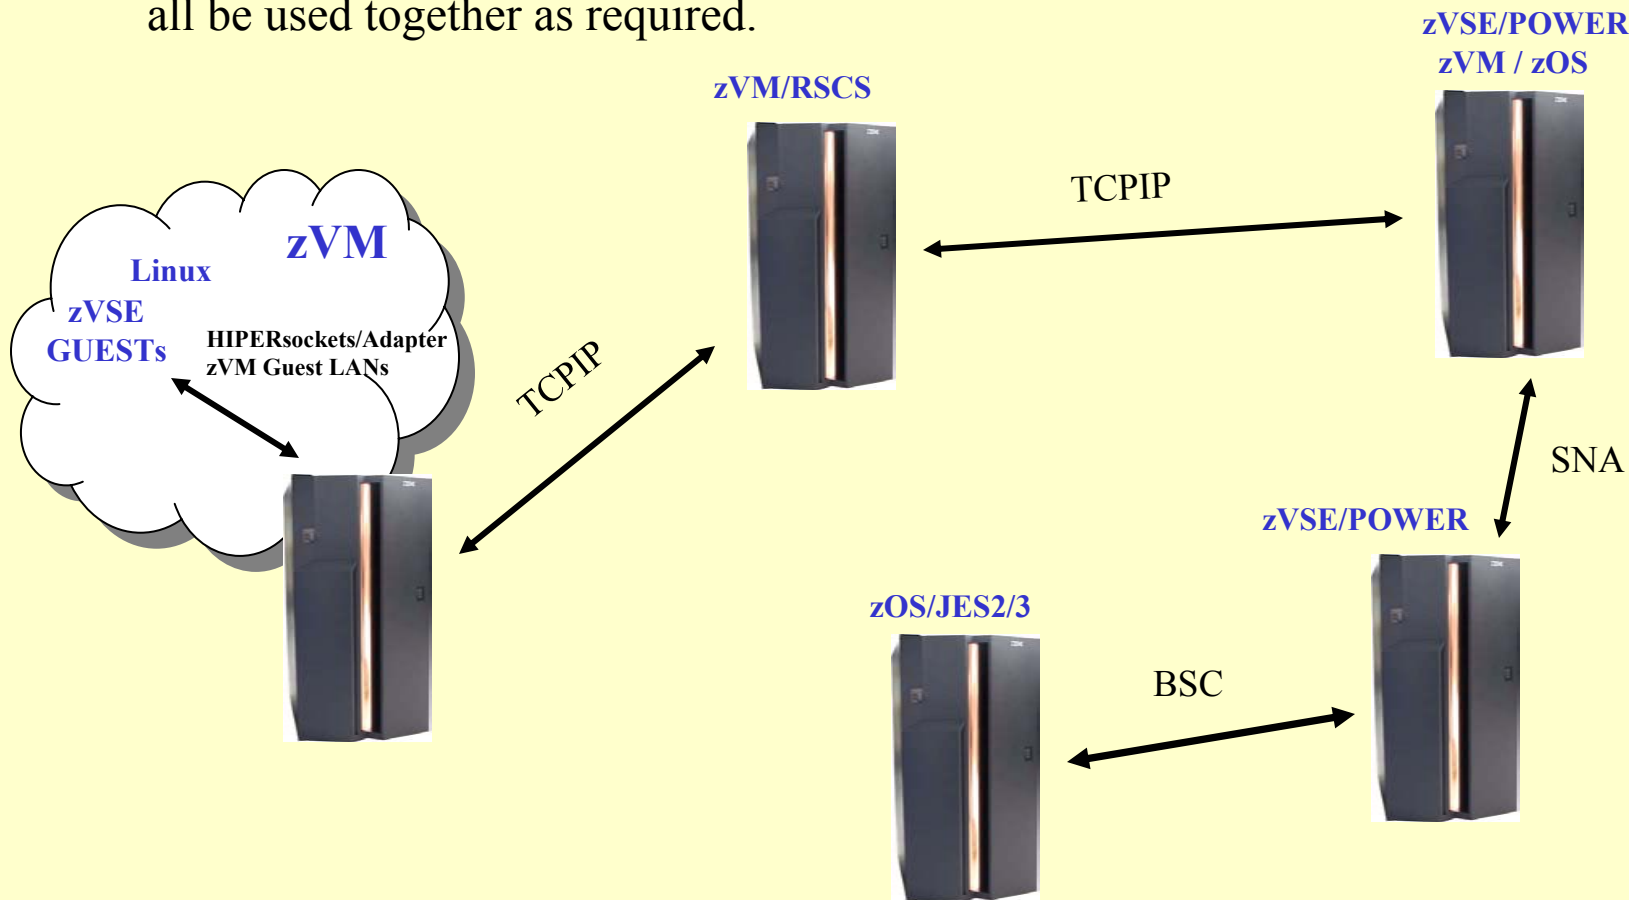 all be used together as required.
zVSE/POWER
zVM / zOS
zVM/RSCS
TCPIP
zVM
Linux
zVSE
GUESTs
HIPERsockets/Adapter
zVM Guest LANs
TCPIP
SNA
zVSE/POWER
zOS/JES2/3
BSC